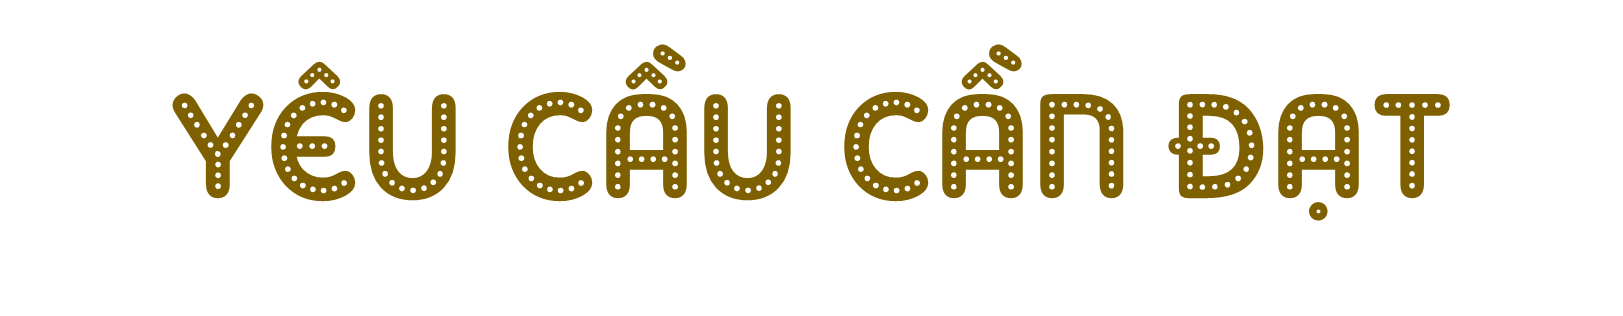 YÊU CẦU CẦN ĐẠT